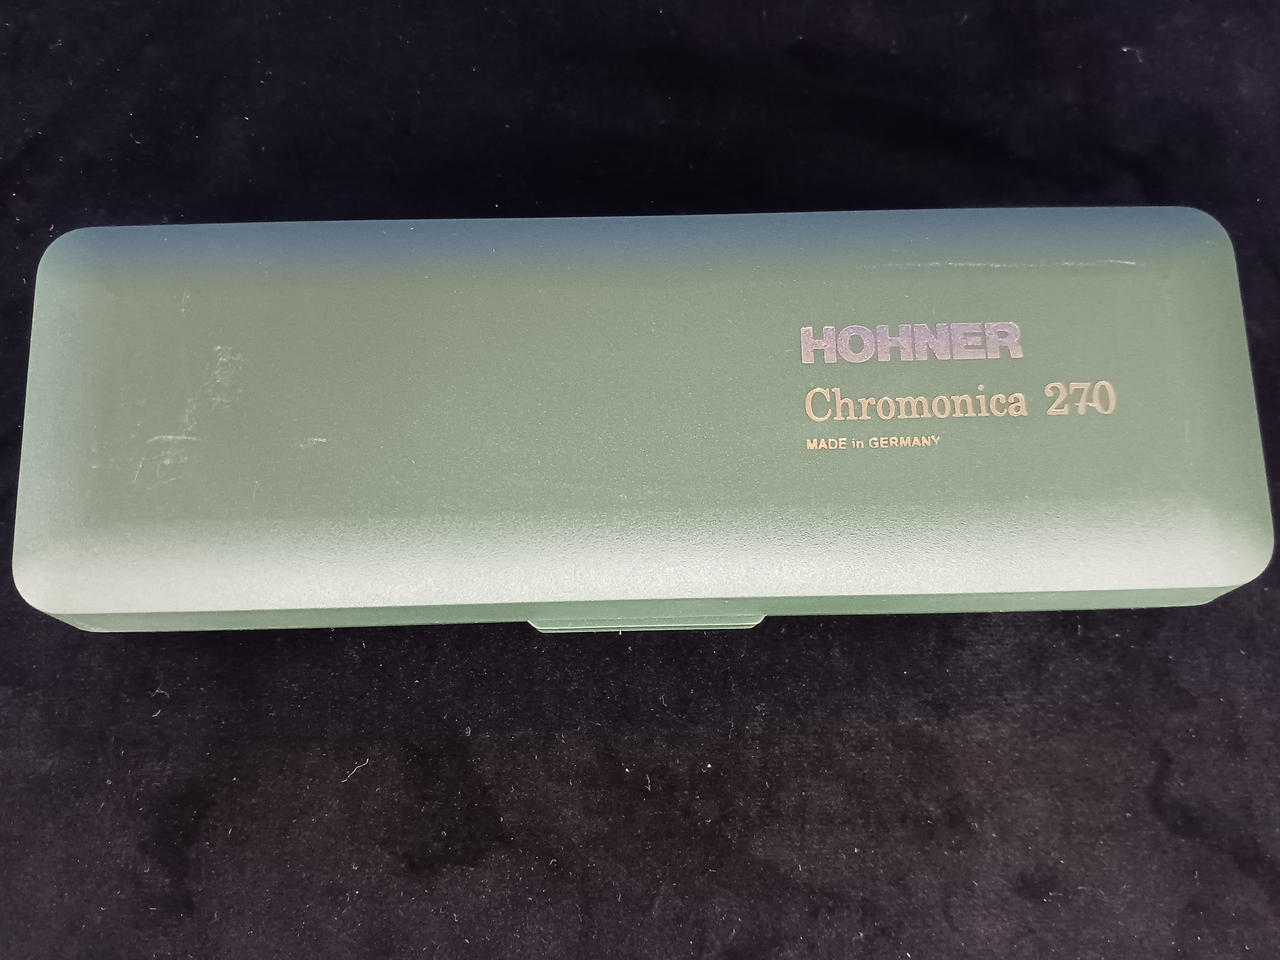 HOHNER
Chromonica 270
MADE in GERMANY